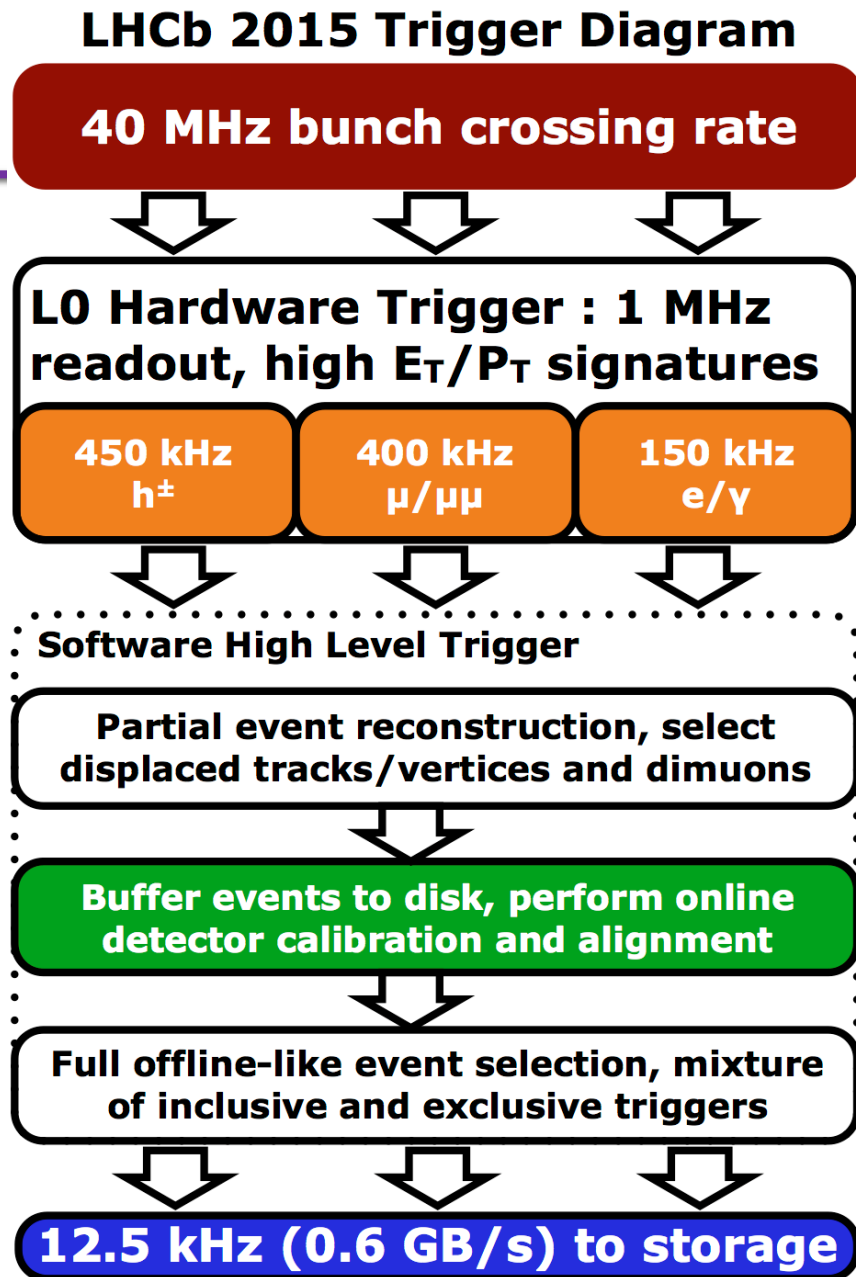 LHCb 2015 Trigger Diagram
40 MHz bunch crossing rate
L0 Hardware Trigger : 1 MHz
readout, high E_T/P_T signatures
450 kHz
h±
400 kHz
μ/μμ
150 kHz
e/γ
Software High Level Trigger
Partial event reconstruction, select
displaced tracks/vertices and dimuons
Buffer events to disk, perform online
detector calibration and alignment
Full offline-like event selection, mixture
of inclusive and exclusive triggers
12.5 kHz (0.6 GB/s) to storage